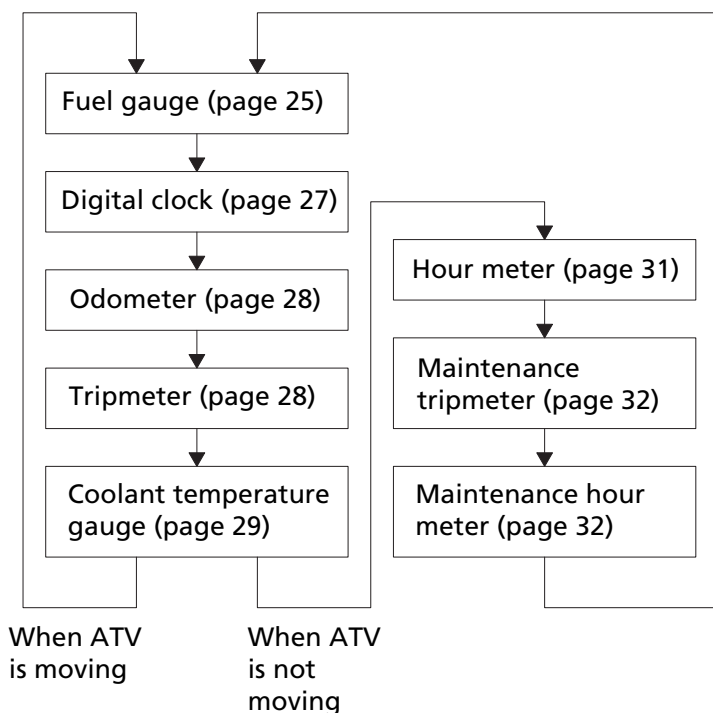 Fuel gauge (page 25)
Digital clock (page 27)
Odometer (page 28)
Tripmeter (page 28)
Coolant temperature
gauge (page 29)
When ATV
is moving
When ATV
is not
moving
Hour meter (page 31)
Maintenance
tripmeter (page 32)
Maintenance hour
meter (page 32)